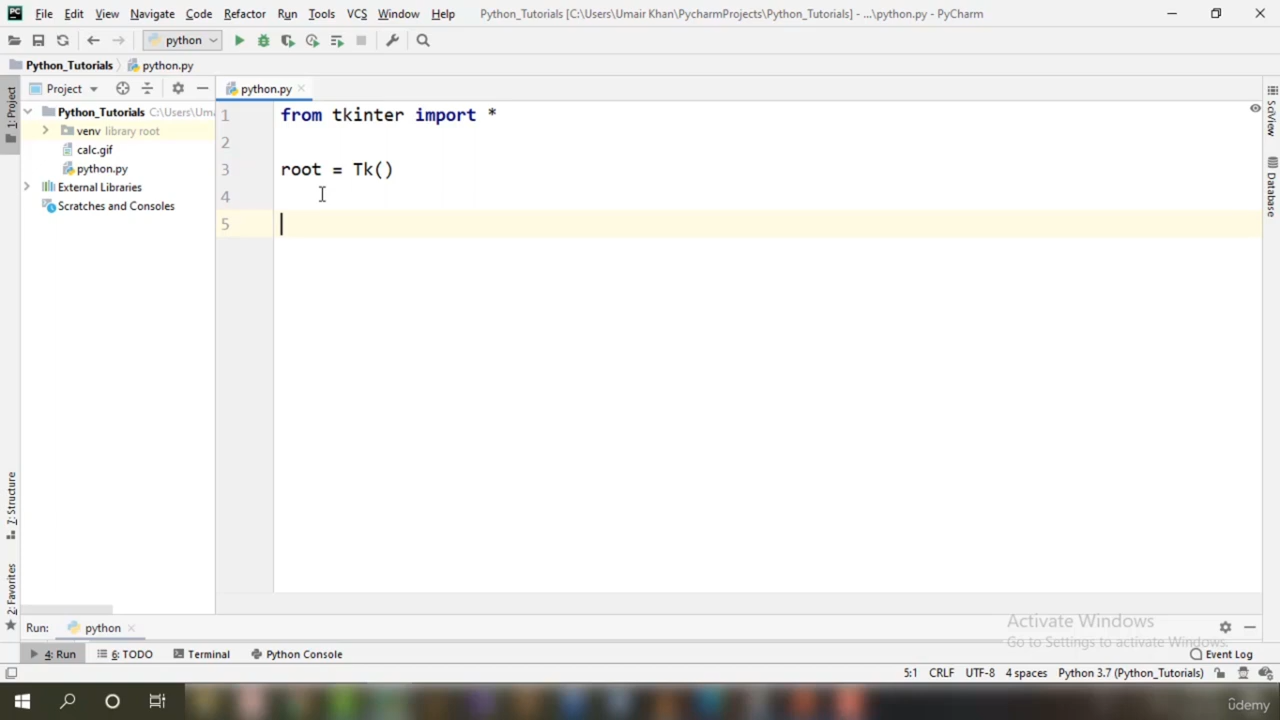 File Edit View Navigate Code Refactor Run Tools VCS Window Help Python_Tutorials [C:\Users\Umair Khan\PycharmProjects\Python_Tutorials] - ...\python.py - PyCharm
python
Python_Tutorials python.py
Project python.py
1: Project
Python_Tutorials C:\Users\Uma
venv library root
calc.gif
python.py
External Libraries
Scratches and Consoles
1 from tkinter import *
2
3 root = Tk()
4
5
SciView
Database
7: Structure
2: Favorites
Run: python
Activate Windows
Go to Settings to activate Windows.
4: Run 6: TODO Terminal Python Console Event Log
5:1 CRLF UTF-8 4 spaces Python 3.7 (Python_Tutorials)
ûdemy